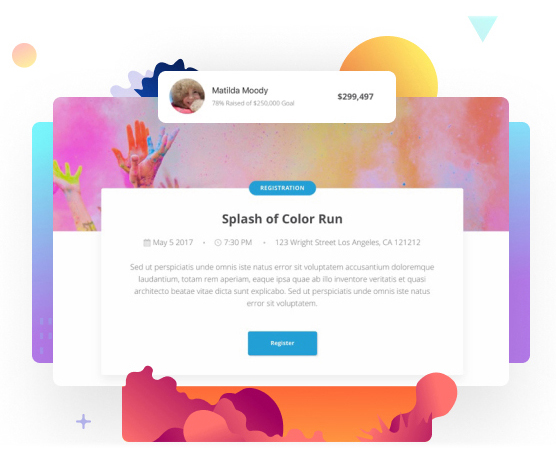 Matilda Moody
78% Raised of $250,000 Goal
$299,497
REGISTRATION
Splash of Color Run
May 5 2017 • 7:30 PM • 123 Wright Street Los Angeles, CA 121212
Sed ut perspiciatis unde omnis iste natus error sit voluptatem accusantium doloremque
laudantium, totam rem aperiam, eaque ipsa quae ab illo inventore veritatis et quasi
architecto beatae vitae dicta sunt explicabo. Sed ut perspiciatis unde omnis iste natus
error sit voluptatem.
Register